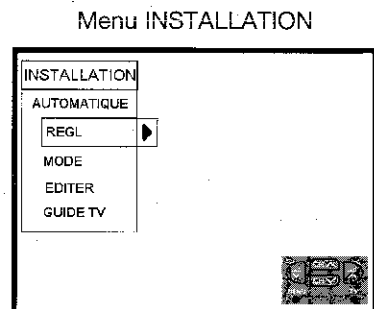 Menu INSTALLATION
INSTALLATION
AUTOMATIQUE
REGL
MODE
EDITER
GUIDE TV